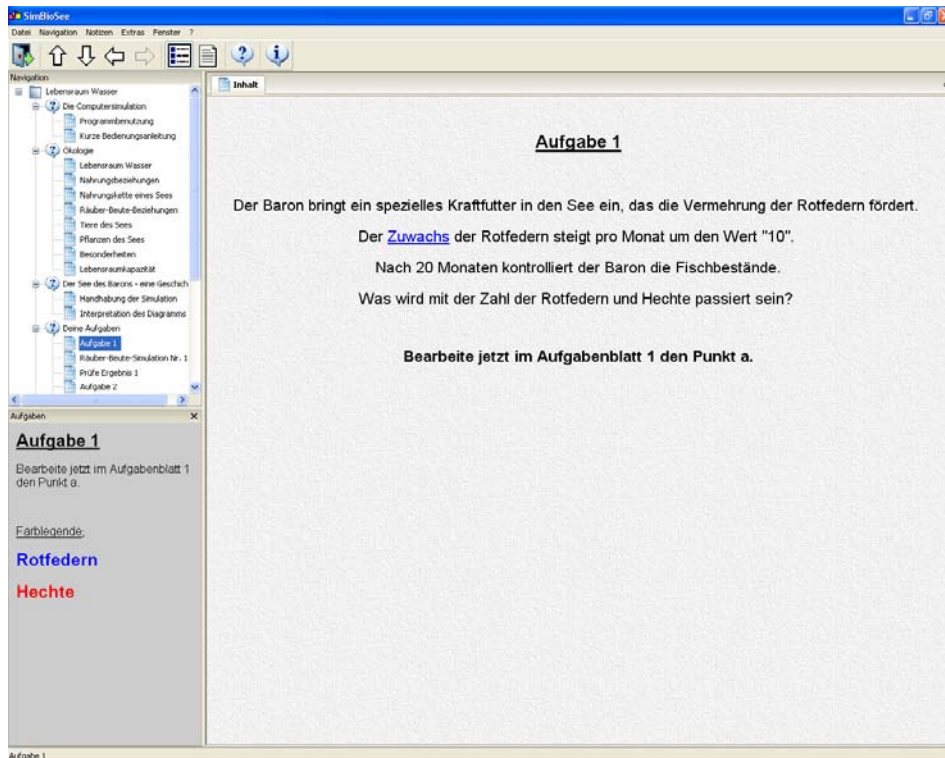 SimBioSee
Datei Navigation Notizen Extras Fenster ?
Navigation
Lebensraum Wasser
Die Computersimulation
Programmbenutzung
Kurze Bedienungsanleitung
Ökologie
Lebensraum Wasser
Nahrungsbeziehungen
Nahrungskette eines Sees
Räuber-Beute-Beziehungen
Tiere des Sees
Pflanzen des Sees
Besonderheiten
Lebensraumkapazität
Der See des Barons - eine Geschich
Handhabung der Simulation
Interpretation des Diagramms
Deine Aufgaben
Aufgabe 1
Räuber-Beute-Simulation Nr. 1
Prüfe Ergebnis 1
Aufgabe 2
Aufgaben
Aufgabe 1
Bearbeite jetzt im Aufgabenblatt 1
den Punkt a.
Farblegende:
Rotfedern
Hechte
Inhalt
Aufgabe 1
Der Baron bringt ein spezielles Kraftfutter in den See ein, das die Vermehrung der Rotfedern fördert.
Der Zuwachs der Rotfedern steigt pro Monat um den Wert "10".
Nach 20 Monaten kontrolliert der Baron die Fischbestände.
Was wird mit der Zahl der Rotfedern und Hechte passiert sein?
Bearbeite jetzt im Aufgabenblatt 1 den Punkt a.
Aufgabe 1